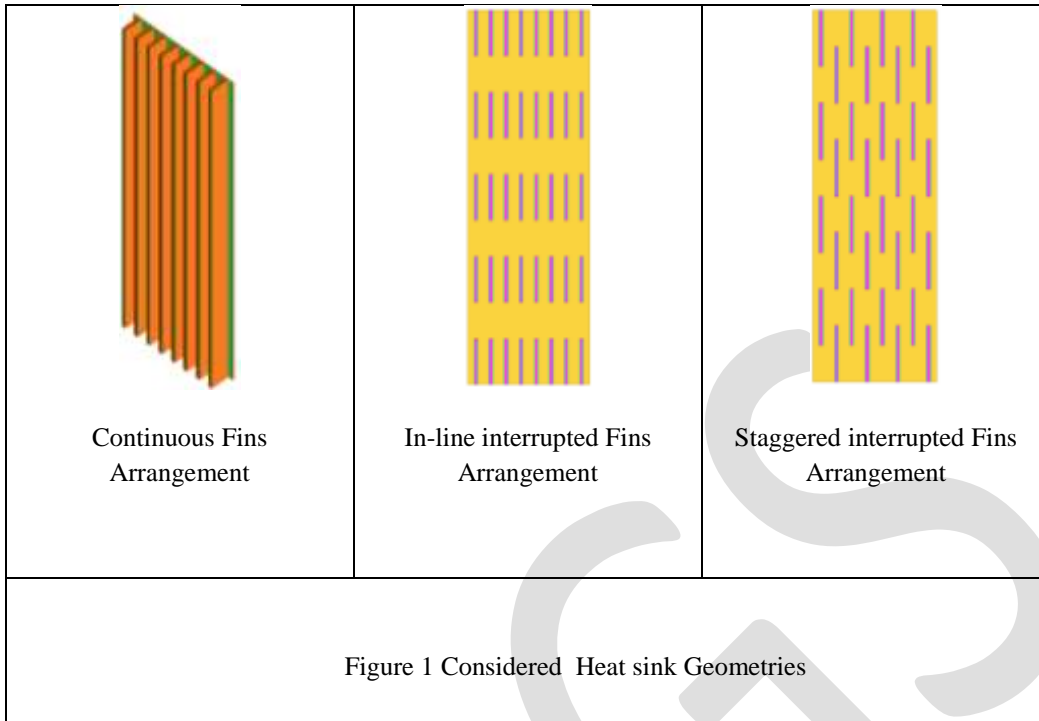 Continuous Fins
Arrangement
In-line interrupted Fins
Arrangement
Staggered interrupted Fins
Arrangement
Figure 1 Considered  Heat sink Geometries